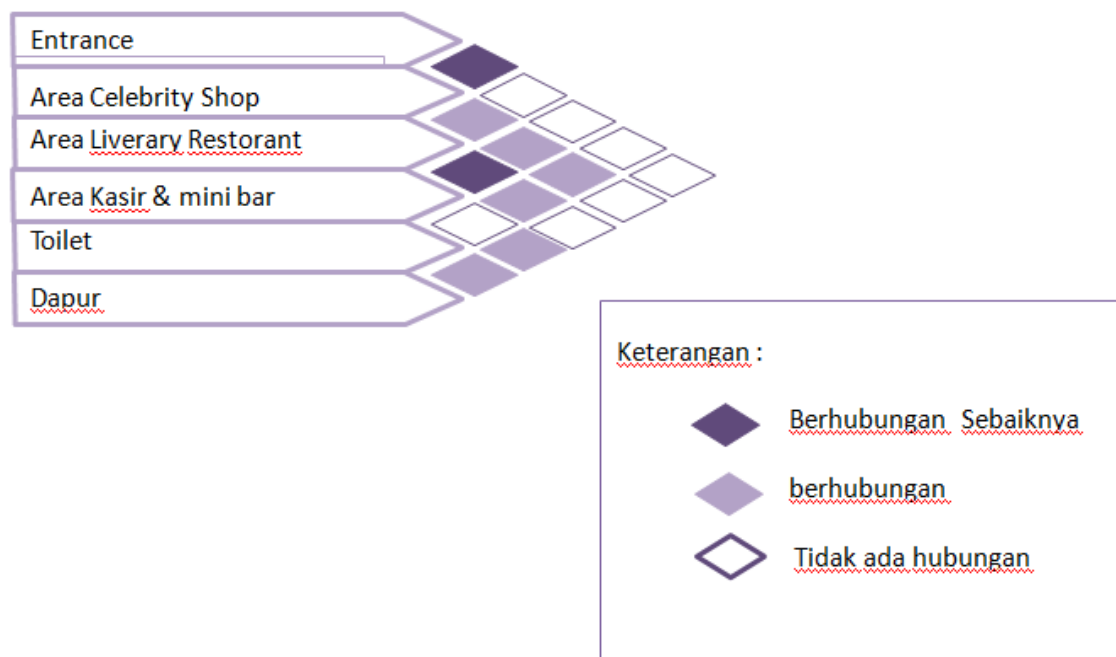 Entrance
Area Celebrity Shop
Area Liverary Restorant
Area Kasir & mini bar
Toilet
Dapur
Keterangan :
Berhubungan Sebaiknya
berhubungan
Tidak ada hubungan